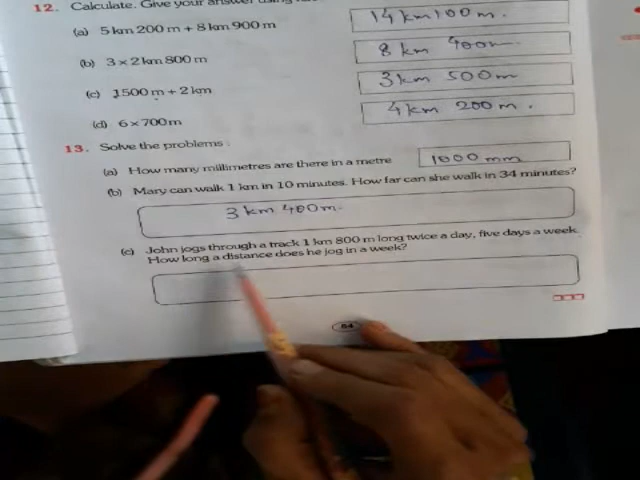 12. Calculate. Give your answer using
(a) 5 km 200 m + 8 km 900 m
14 km 100 m.
(b) 3 × 2 km 800 m
8 km 400m.
(c) 1500 m + 2 km
3 km 500m
(d) 6 × 700 m
4 km 200 m.
13. Solve the problems.
(a) How many millimetres are there in a metre
1000 mm
(b) Mary can walk 1 km in 10 minutes. How far can she walk in 34 minutes?
3 km 400m.
(c) John jogs through a track 1 km 800 m long twice a day, five days a week.
How long a distance does he jog in a week?
84